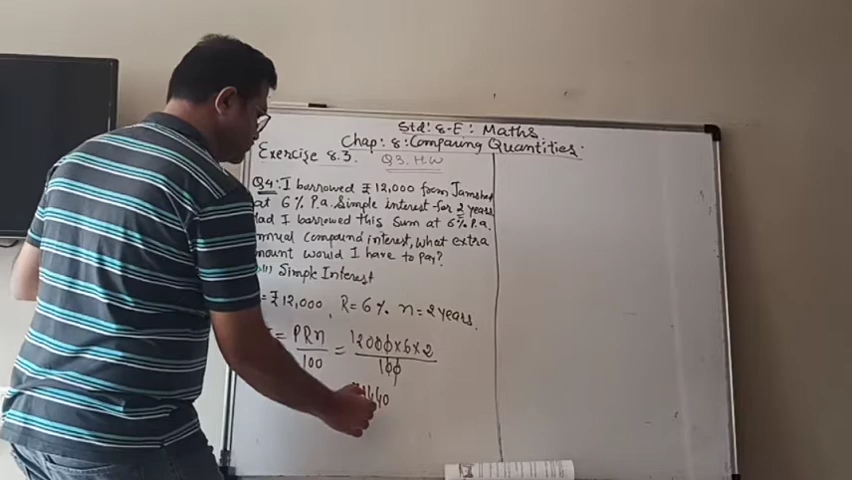 Std: 8-E: Maths
Chap: 8: Comparing Quantities.
Exercise 8.3. Q3. H.W
Q4: I borrowed ₹12,000 from Jamshed
at 6% P.a. Simple interest for 2 years.
Had I borrowed this sum at 6% P.a.
annual compound interest, what extra
amount would I have to pay?
Simple Interest
= ₹12,000, R = 6% n = 2 years.
= PRn / 100 = 12000×6×2 / 100
1440